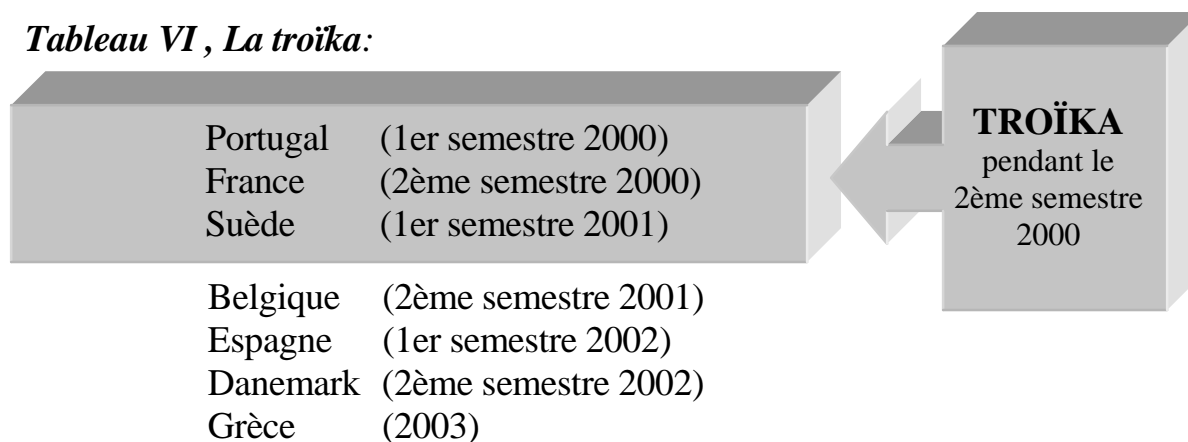 Tableau VI , La troïka:
Portugal (1er semestre 2000)
France (2ème semestre 2000)
Suède (1er semestre 2001)
Belgique (2ème semestre 2001)
Espagne (1er semestre 2002)
Danemark (2ème semestre 2002)
Grèce (2003)
TROÏKA
pendant le
2ème semestre
2000